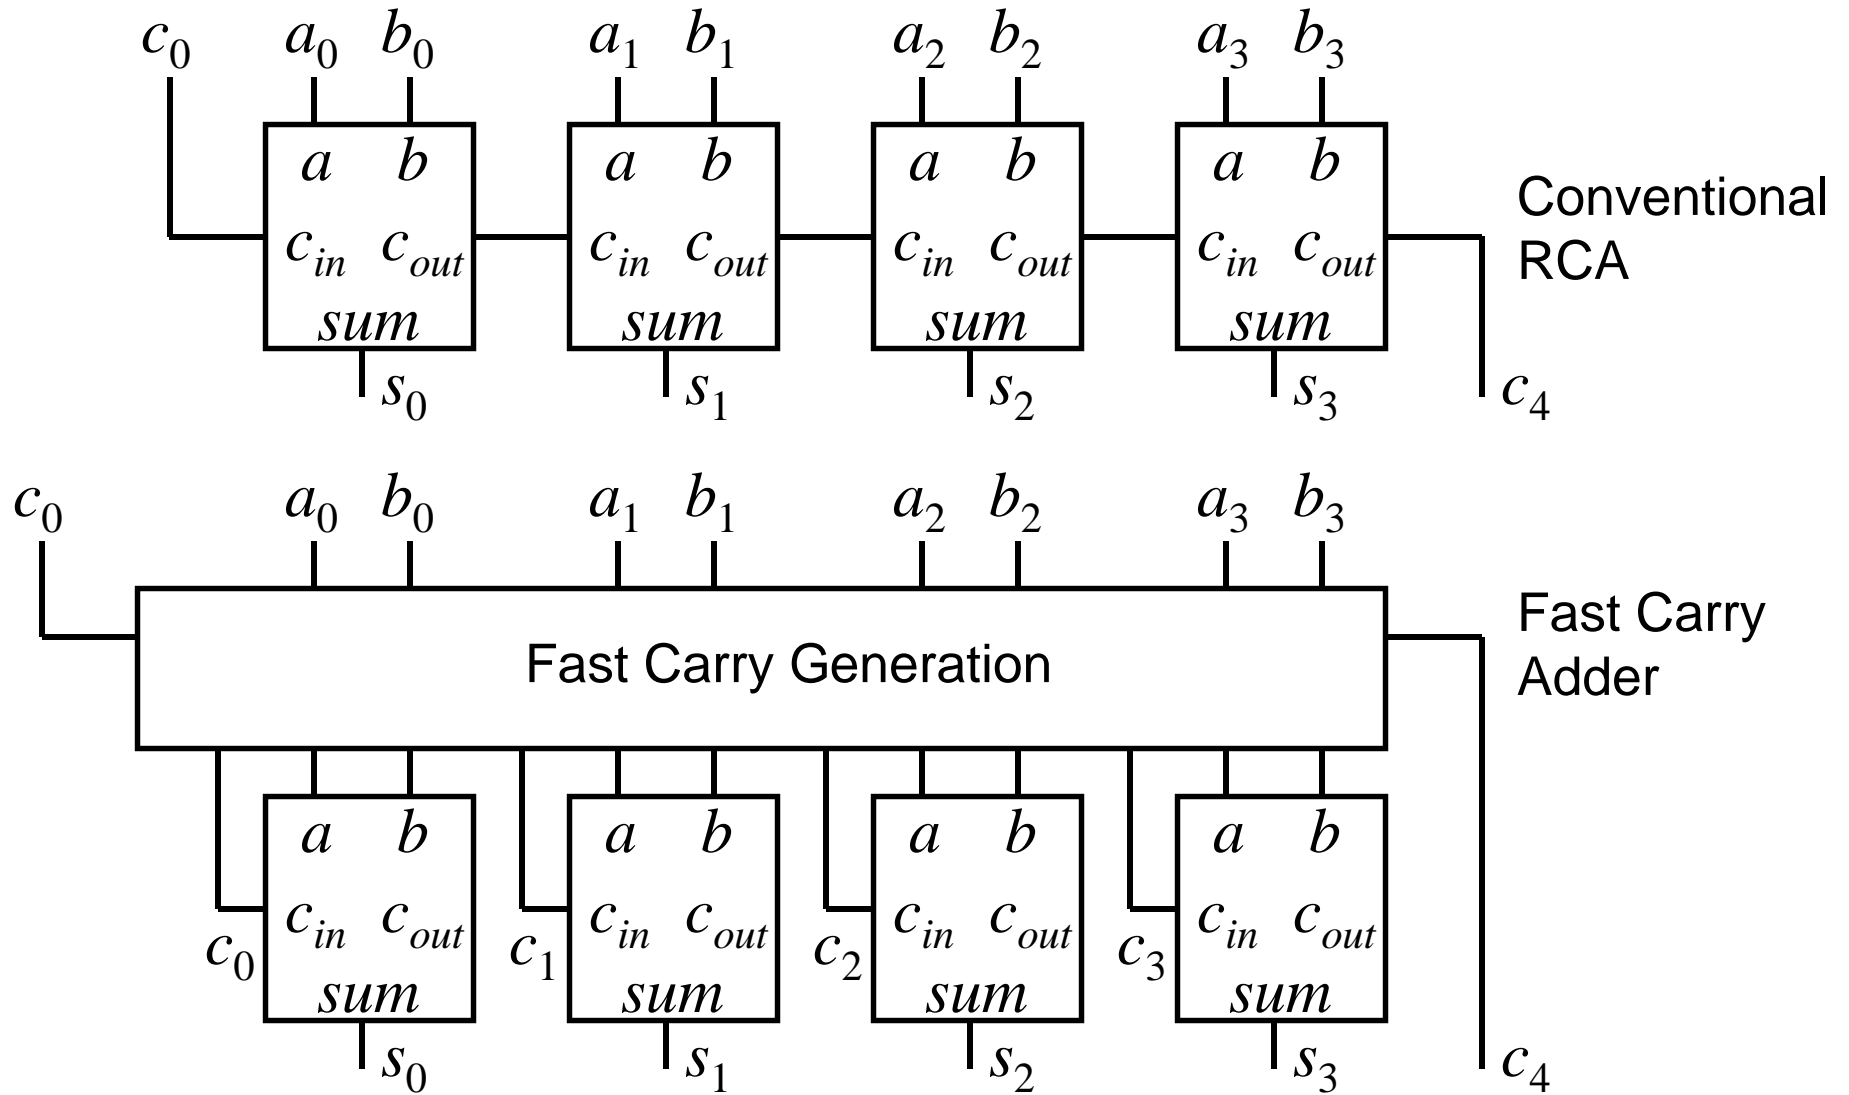 c0 a0 b0 a1 b1 a2 b2 a3 b3
a b a b a b a b
cin cout cin cout cin cout cin cout
sum sum sum sum
s0 s1 s2 s3 c4
Conventional
RCA
c0 a0 b0 a1 b1 a2 b2 a3 b3
Fast Carry Generation
Fast Carry
Adder
a b a b a b a b
cin cout cin cout cin cout cin cout
c0 c1 c2 c3
sum sum sum sum
s0 s1 s2 s3 c4